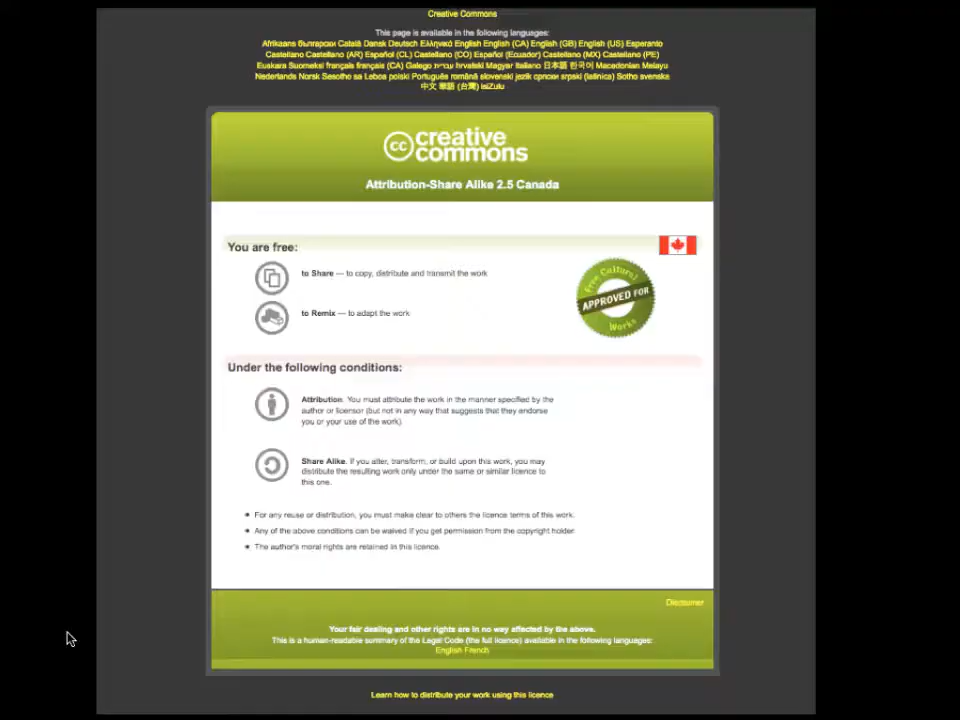 Creative Commons
This page is available in the following languages:
Afrikaans български Català Dansk Deutsch Ελληνικά English English (CA) English (GB) English (US) Esperanto
Castellano Castellano (AR) Español (CL) Castellano (CO) Español (Ecuador) Castellano (MX) Castellano (PE)
Euskara Suomeksi français français (CA) Galego עברית hrvatski Magyar Italiano 日本語 한국어 Macedonian Melayu
Nederlands Norsk Sesotho sa Leboa polski Português română slovenski jezik српски srpski (latinica) Sotho svenska
中文 華語 (台灣) isiZulu
cc creative commons
Attribution-Share Alike 2.5 Canada
You are free:
to Share — to copy, distribute and transmit the work
to Remix — to adapt the work
Free Cultural
APPROVED FOR
Works
Under the following conditions:
Attribution. You must attribute the work in the manner specified by the
author or licensor (but not in any way that suggests that they endorse
you or your use of the work).
Share Alike. If you alter, transform, or build upon this work, you may
distribute the resulting work only under the same or similar licence to
this one.
For any reuse or distribution, you must make clear to others the licence terms of this work.
Any of the above conditions can be waived if you get permission from the copyright holder.
The author's moral rights are retained in this licence.
Disclaimer
Your fair dealing and other rights are in no way affected by the above.
This is a human-readable summary of the Legal Code (the full licence) available in the following languages:
English French
Learn how to distribute your work using this licence